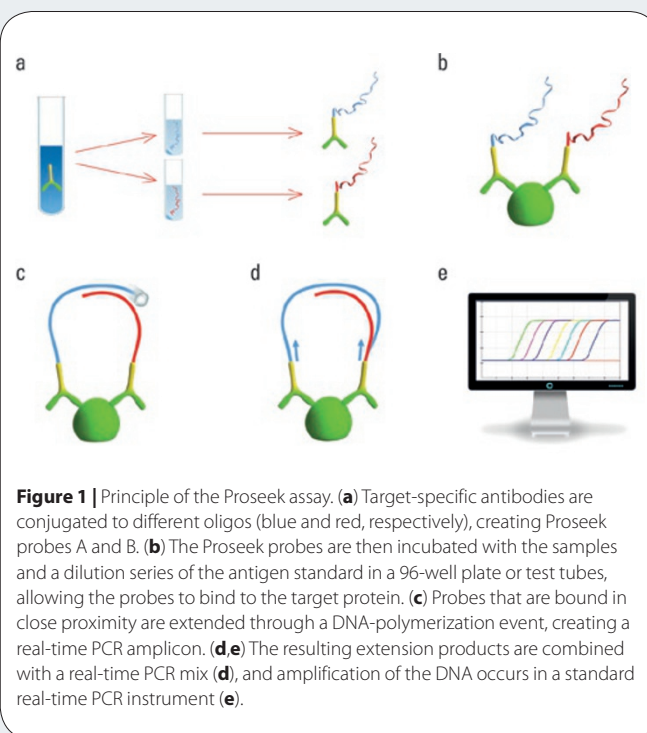 a
b
c
d
e
Figure 1 | Principle of the Proseek assay. (a) Target-specific antibodies are
conjugated to different oligos (blue and red, respectively), creating Proseek
probes A and B. (b) The Proseek probes are then incubated with the samples
and a dilution series of the antigen standard in a 96-well plate or test tubes,
allowing the probes to bind to the target protein. (c) Probes that are bound in
close proximity are extended through a DNA-polymerization event, creating a
real-time PCR amplicon. (d,e) The resulting extension products are combined
with a real-time PCR mix (d), and amplification of the DNA occurs in a standard
real-time PCR instrument (e).